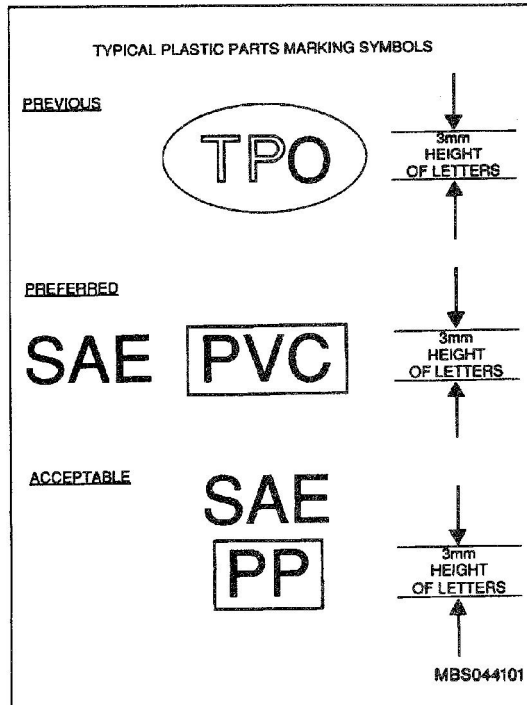 TYPICAL PLASTIC PARTS MARKING SYMBOLS
PREVIOUS
TPO
3mm
HEIGHT
OF LETTERS
PREFERRED
SAE PVC
3mm
HEIGHT
OF LETTERS
ACCEPTABLE
SAE
PP
3mm
HEIGHT
OF LETTERS
MBS044101